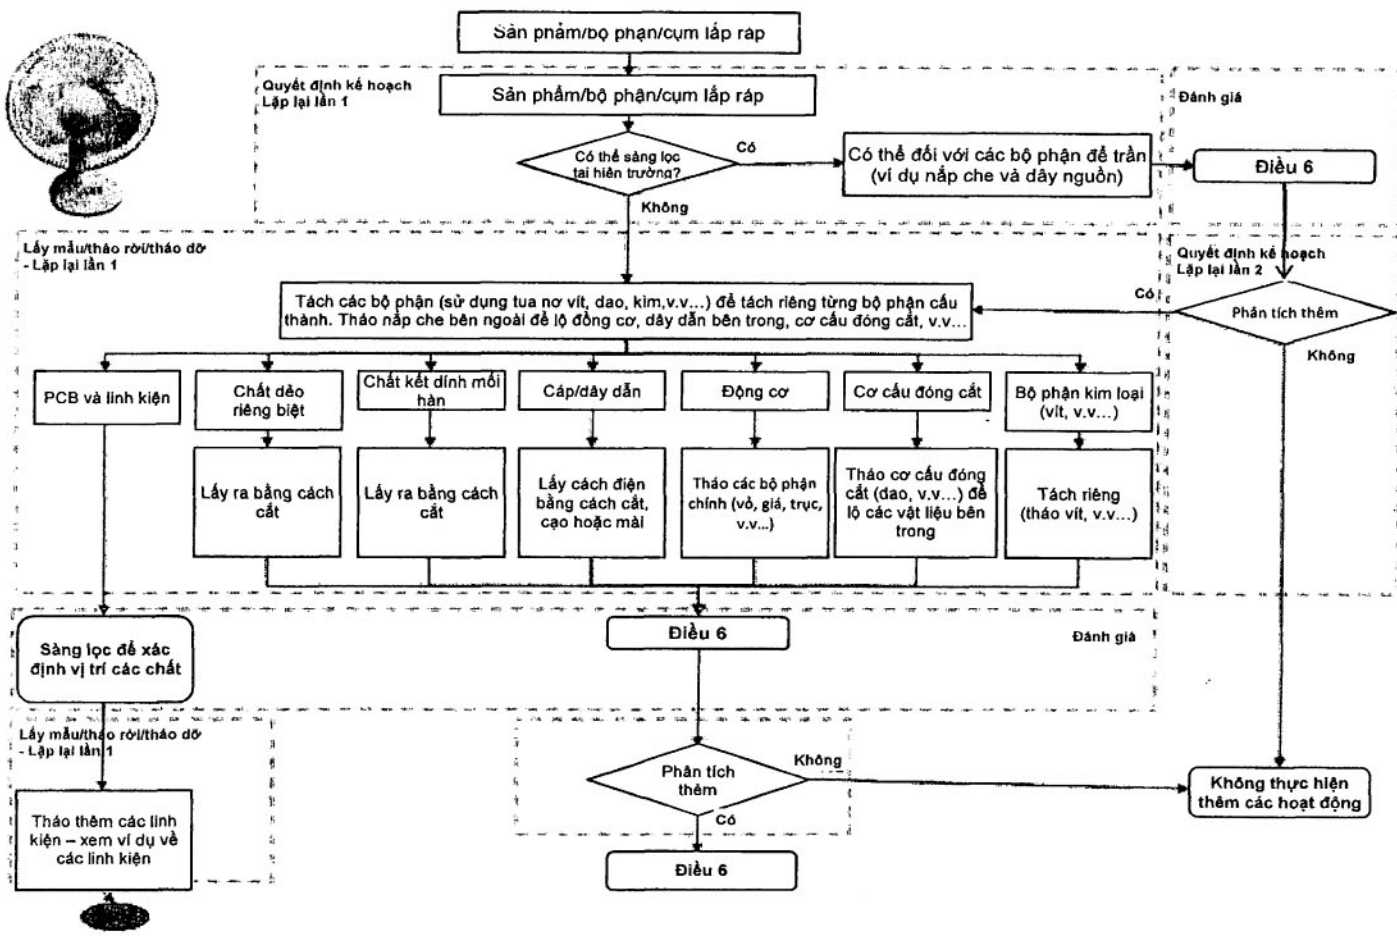 Sản phẩm/bộ phận/cụm lắp ráp
Quyết định kế hoạch
Lặp lại lần 1
Sản phẩm/bộ phận/cụm lắp ráp
Đánh giá
Có thể sàng lọc
tại hiện trường?
Có
Có thể đối với các bộ phận để trần
(ví dụ nắp che và dây nguồn)
Điều 6
Không
Lấy mẫu/tháo rời/tháo dỡ
- Lặp lại lần 1
Quyết định kế hoạch
Lặp lại lần 2
Tách các bộ phận (sử dụng tua nơ vít, dao, kìm,v.v...) để tách riêng từng bộ phận cấu
thành. Tháo nắp che bên ngoài để lộ đồng cơ, dây dẫn bên trong, cơ cấu đóng cắt, v.v...
Có
Phân tích thêm
Không
PCB và linh kiện
Chất dẻo
riêng biệt
Chất kết dính mối
hàn
Cáp/dây dẫn
Động cơ
Cơ cấu đóng cắt
Bộ phận kim loại
(vít, v.v...)
Lấy ra bằng cách
cắt
Lấy ra bằng cách
cắt
Lấy cách điện
bằng cách cắt,
cạo hoặc mài
Tháo các bộ phận
chính (vỏ, giá, trục,
v.v...)
Tháo cơ cấu đóng
cắt (dao, v.v...) để
lộ các vật liệu bên
trong
Tách riêng
(tháo vít, v.v...)
Sàng lọc để xác
định vị trí các chất
Điều 6
Đánh giá
Lấy mẫu/tháo rời/tháo dỡ
- Lặp lại lần 1
Phân tích
thêm
Không
Không thực hiện
thêm các hoạt động
Tháo thêm các linh
kiện – xem ví dụ về
các linh kiện
Có
Điều 6